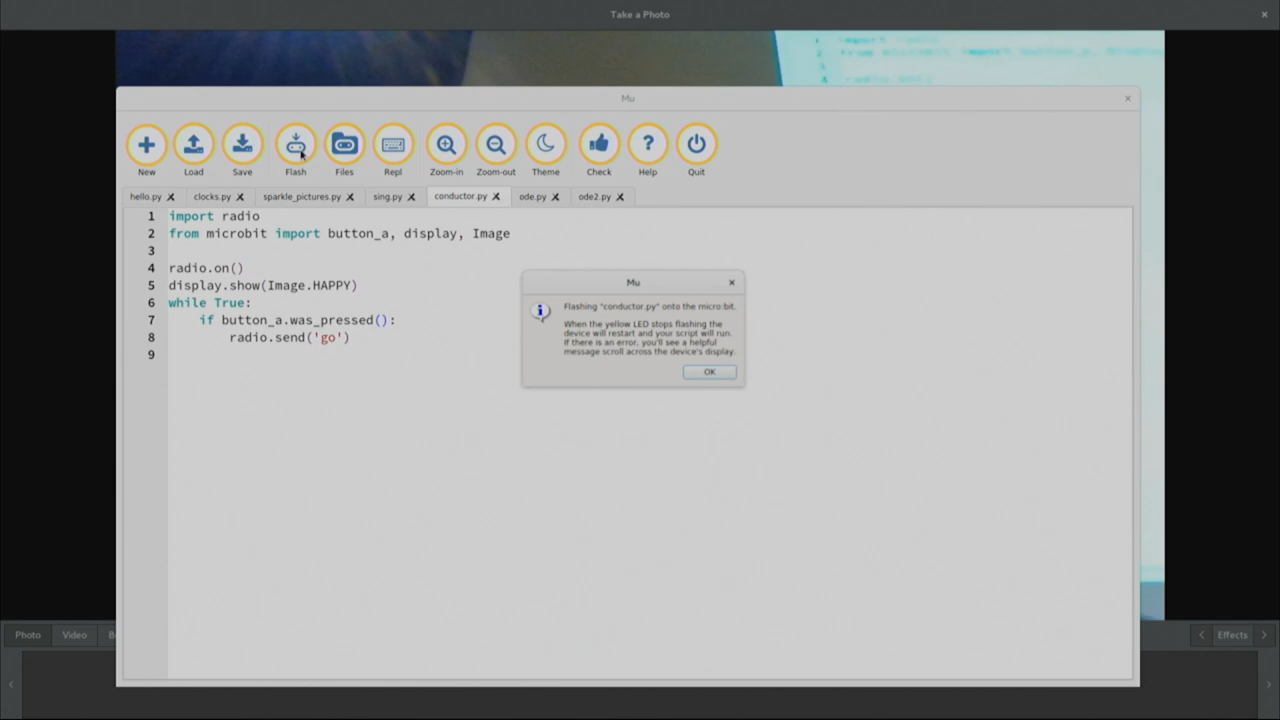 Take a Photo
Mu
New Load Save Flash Files Repl Zoom-in Zoom-out Theme Check Help Quit
hello.py clocks.py sparkle_pictures.py sing.py conductor.py ode.py ode2.py
1 import radio
2 from microbit import button_a, display, Image
3
4 radio.on()
5 display.show(Image.HAPPY)
6 while True:
7 if button_a.was_pressed():
8 radio.send('go')
9
Mu
Flashing "conductor.py" onto the micro:bit.
When the yellow LED stops flashing the
device will restart and your script will run.
If there is an error, you'll see a helpful
message scroll across the device's display.
OK
Photo Video
Effects